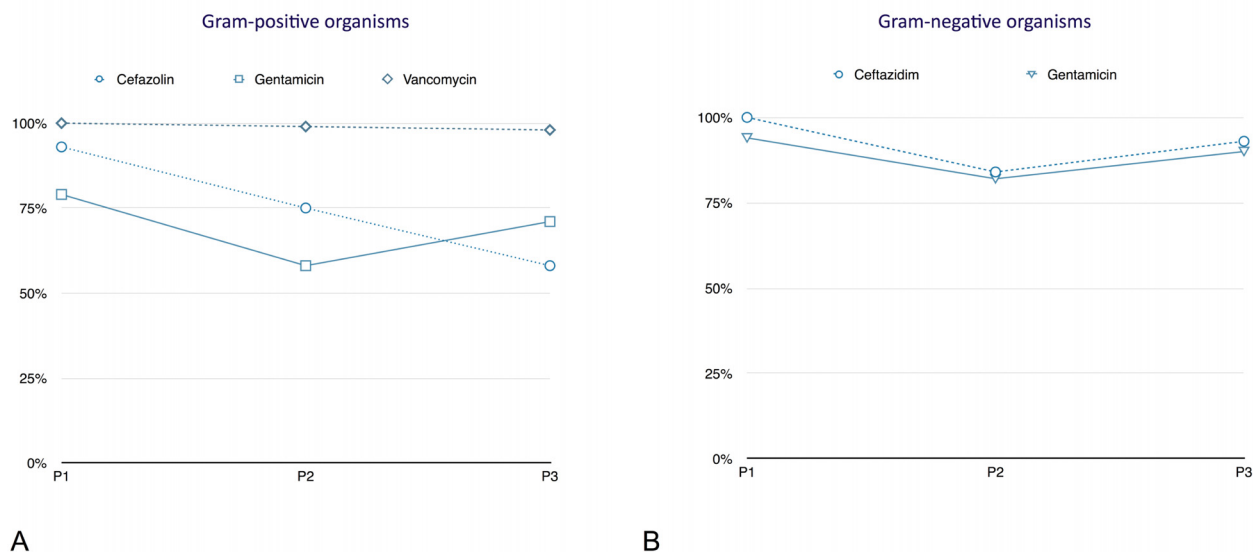 Gram-positive organisms
Cefazolin Gentamicin Vancomycin
100%
75%
50%
25%
0%
P1 P2 P3
A
Gram-negative organisms
Ceftazidim Gentamicin
100%
75%
50%
25%
0%
P1 P2 P3
B